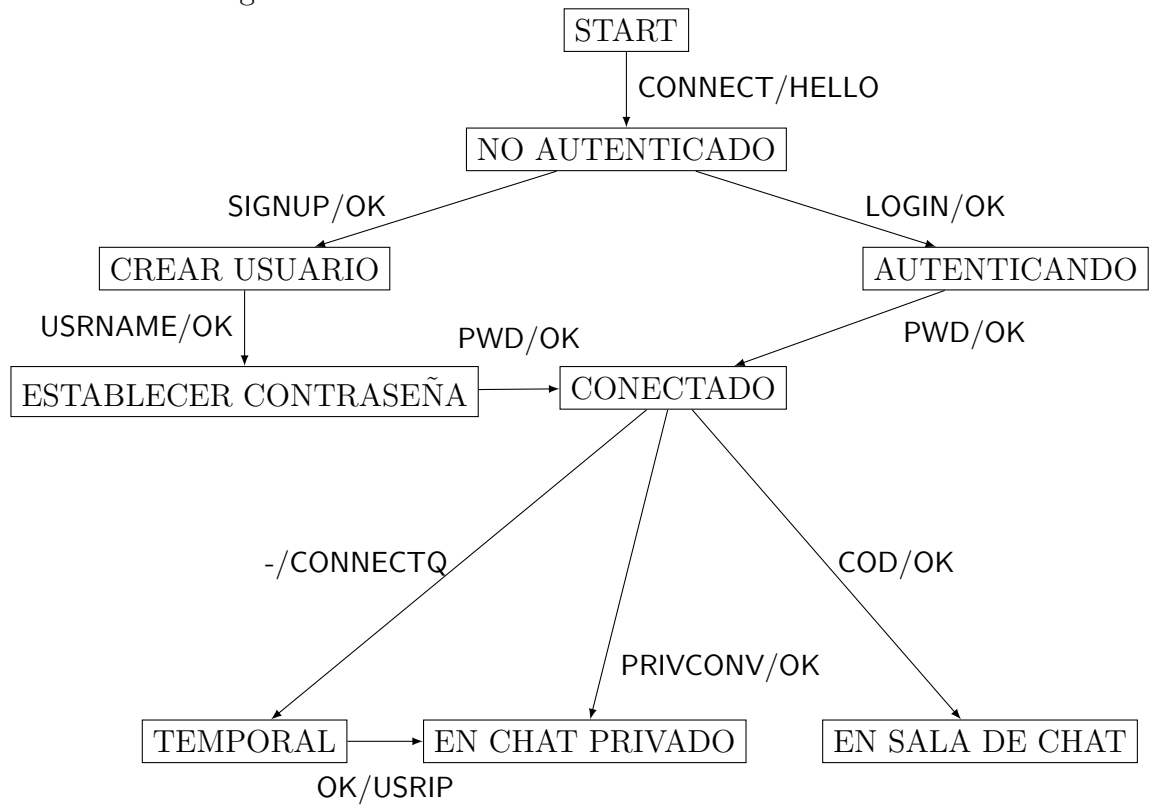 START
CONNECT/HELLO
NO AUTENTICADO
SIGNUP/OK
LOGIN/OK
CREAR USUARIO
AUTENTICANDO
USRNAME/OK
PWD/OK
PWD/OK
ESTABLECER CONTRASEÑA
CONECTADO
-/CONNECTQ
COD/OK
PRIVCONV/OK
TEMPORAL
EN CHAT PRIVADO
EN SALA DE CHAT
OK/USRIP